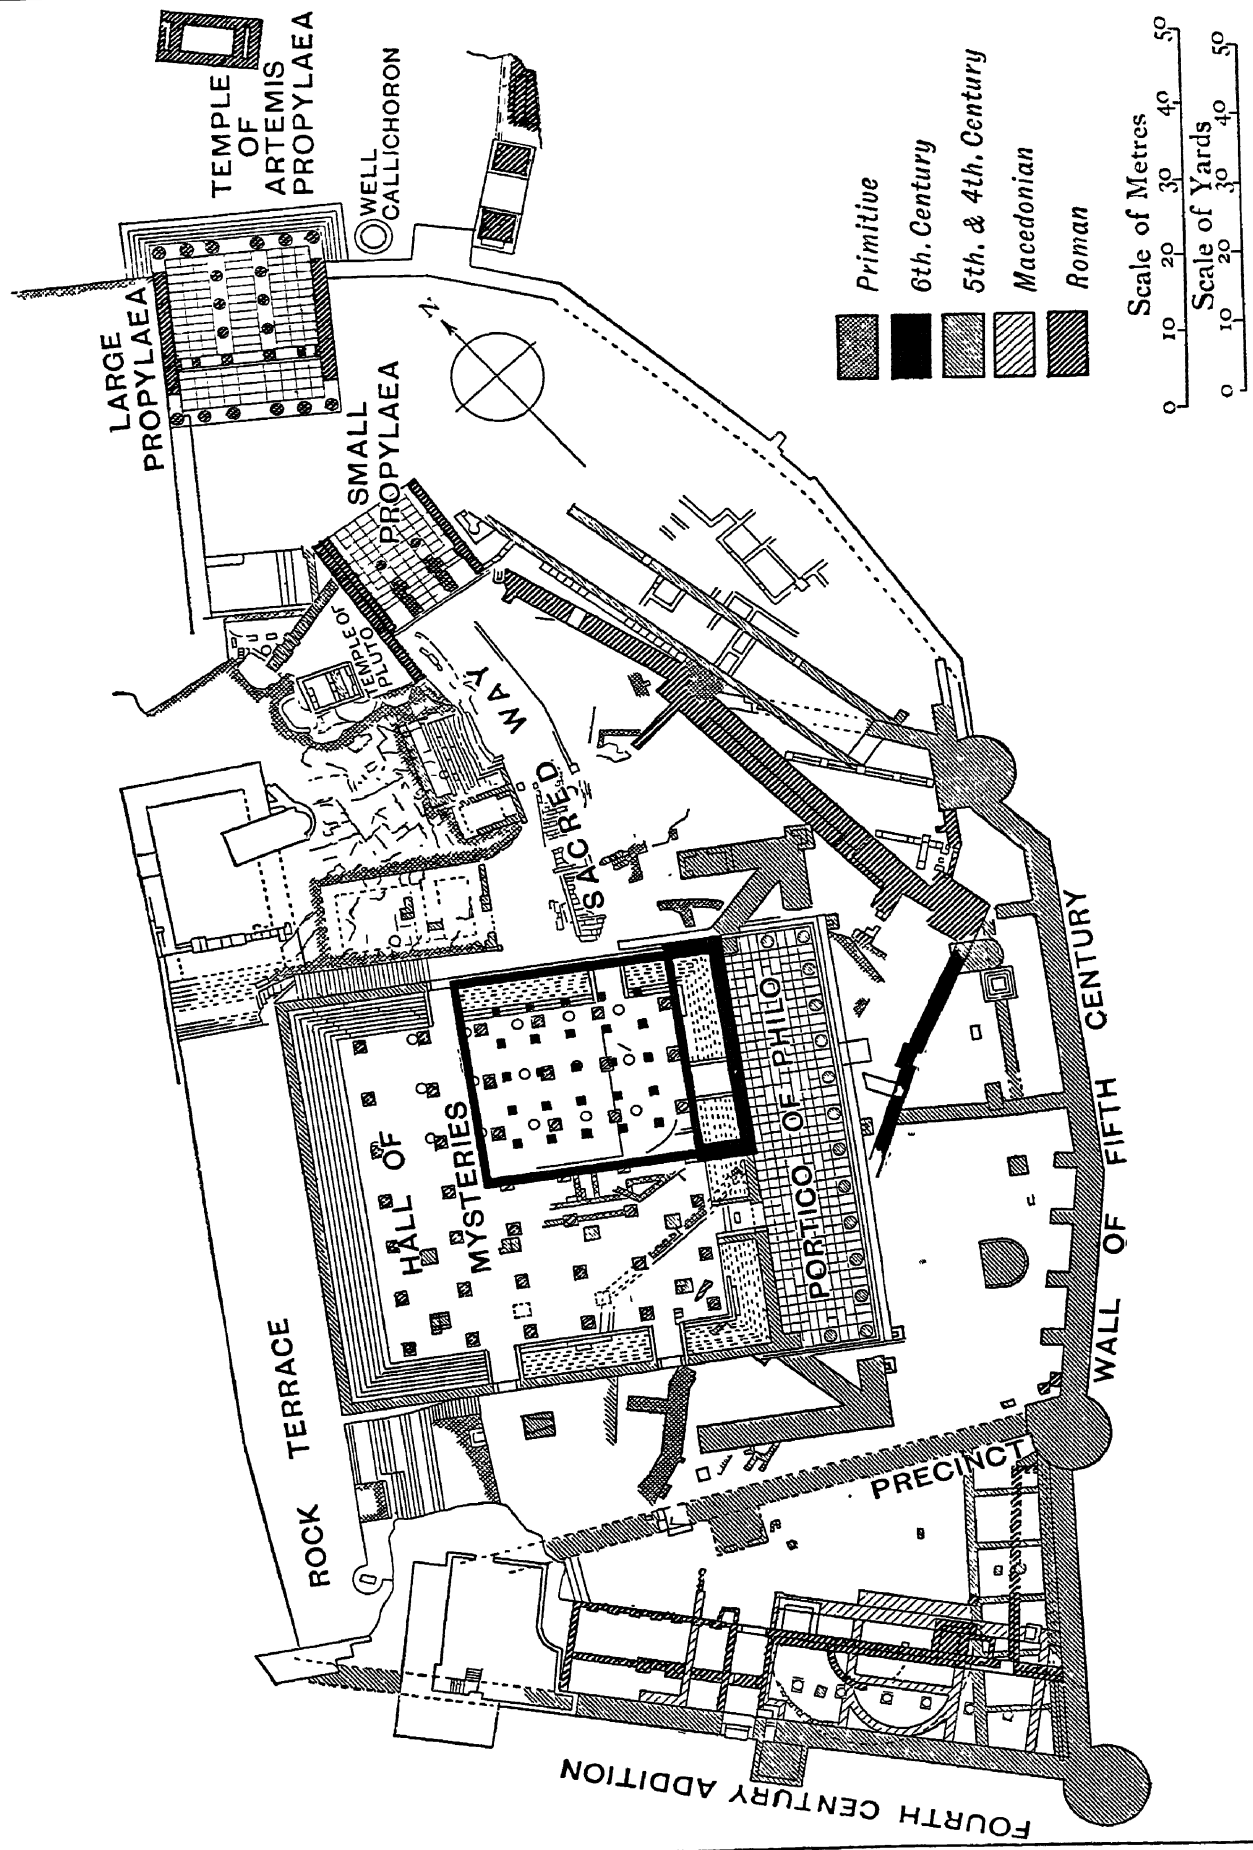 TEMPLE
OF
ARTEMIS
PROPYLAEA
WELL
CALLICHORON
LARGE
PROPYLAEA
SMALL
PROPYLAEA
N
TEMPLE OF
PLUTO
SACRED WAY
HALL OF
MYSTERIES
PORTICO OF PHILO
ROCK TERRACE
PRECINCT
WALL OF FIFTH CENTURY
FOURTH CENTURY ADDITION
Primitive
6th. Century
5th. & 4th. Century
Macedonian
Roman
Scale of Metres
0 10 20 30 40 50
Scale of Yards
0 10 20 30 40 50